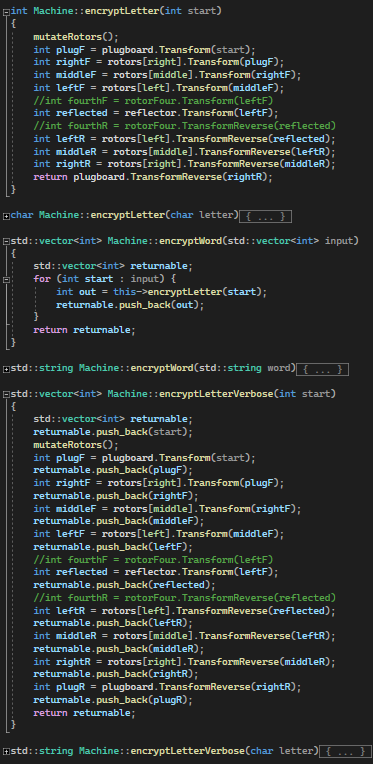 int Machine::encryptLetter(int start)
{
    mutateRotors();
    int plugF = plugboard.Transform(start);
    int rightF = rotors[right].Transform(plugF);
    int middleF = rotors[middle].Transform(rightF);
    int leftF = rotors[left].Transform(middleF);
    //int fourthF = rotorFour.Transform(leftF)
    int reflected = reflector.Transform(leftF);
    //int fourthR = rotorFour.TransformReverse(reflected)
    int leftR = rotors[left].TransformReverse(reflected);
    int middleR = rotors[middle].TransformReverse(leftR);
    int rightR = rotors[right].TransformReverse(middleR);
    return plugboard.TransformReverse(rightR);
}
char Machine::encryptLetter(char letter){ ... }
std::vector<int> Machine::encryptWord(std::vector<int> input)
{
    std::vector<int> returnable;
    for (int start : input) {
        int out = this->encryptLetter(start);
        returnable.push_back(out);
    }
    return returnable;
}
std::string Machine::encryptWord(std::string word){ ... }
std::vector<int> Machine::encryptLetterVerbose(int start)
{
    std::vector<int> returnable;
    returnable.push_back(start);
    mutateRotors();
    int plugF = plugboard.Transform(start);
    returnable.push_back(plugF);
    int rightF = rotors[right].Transform(plugF);
    returnable.push_back(rightF);
    int middleF = rotors[middle].Transform(rightF);
    returnable.push_back(middleF);
    int leftF = rotors[left].Transform(middleF);
    returnable.push_back(leftF);
    //int fourthF = rotorFour.Transform(leftF)
    int reflected = reflector.Transform(leftF);
    returnable.push_back(reflected);
    //int fourthR = rotorFour.TransformReverse(reflected)
    int leftR = rotors[left].TransformReverse(reflected);
    returnable.push_back(leftR);
    int middleR = rotors[middle].TransformReverse(leftR);
    returnable.push_back(middleR);
    int rightR = rotors[right].TransformReverse(middleR);
    returnable.push_back(rightR);
    int plugR = plugboard.TransformReverse(rightR);
    returnable.push_back(plugR);
    return returnable;
}
std::string Machine::encryptLetterVerbose(char letter){ ... }